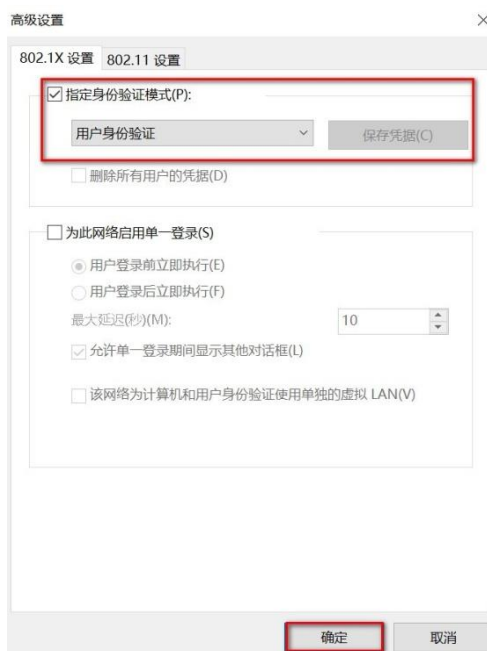 高级设置
802.1X 设置 802.11 设置
指定身份验证模式(P):
用户身份验证 保存凭据(C)
删除所有用户的凭据(D)
为此网络启用单一登录(S)
用户登录前立即执行(E)
用户登录后立即执行(F)
最大延迟(秒)(M): 10
允许单一登录期间显示其他对话框(L)
该网络为计算机和用户身份验证使用单独的虚拟 LAN(V)
确定 取消